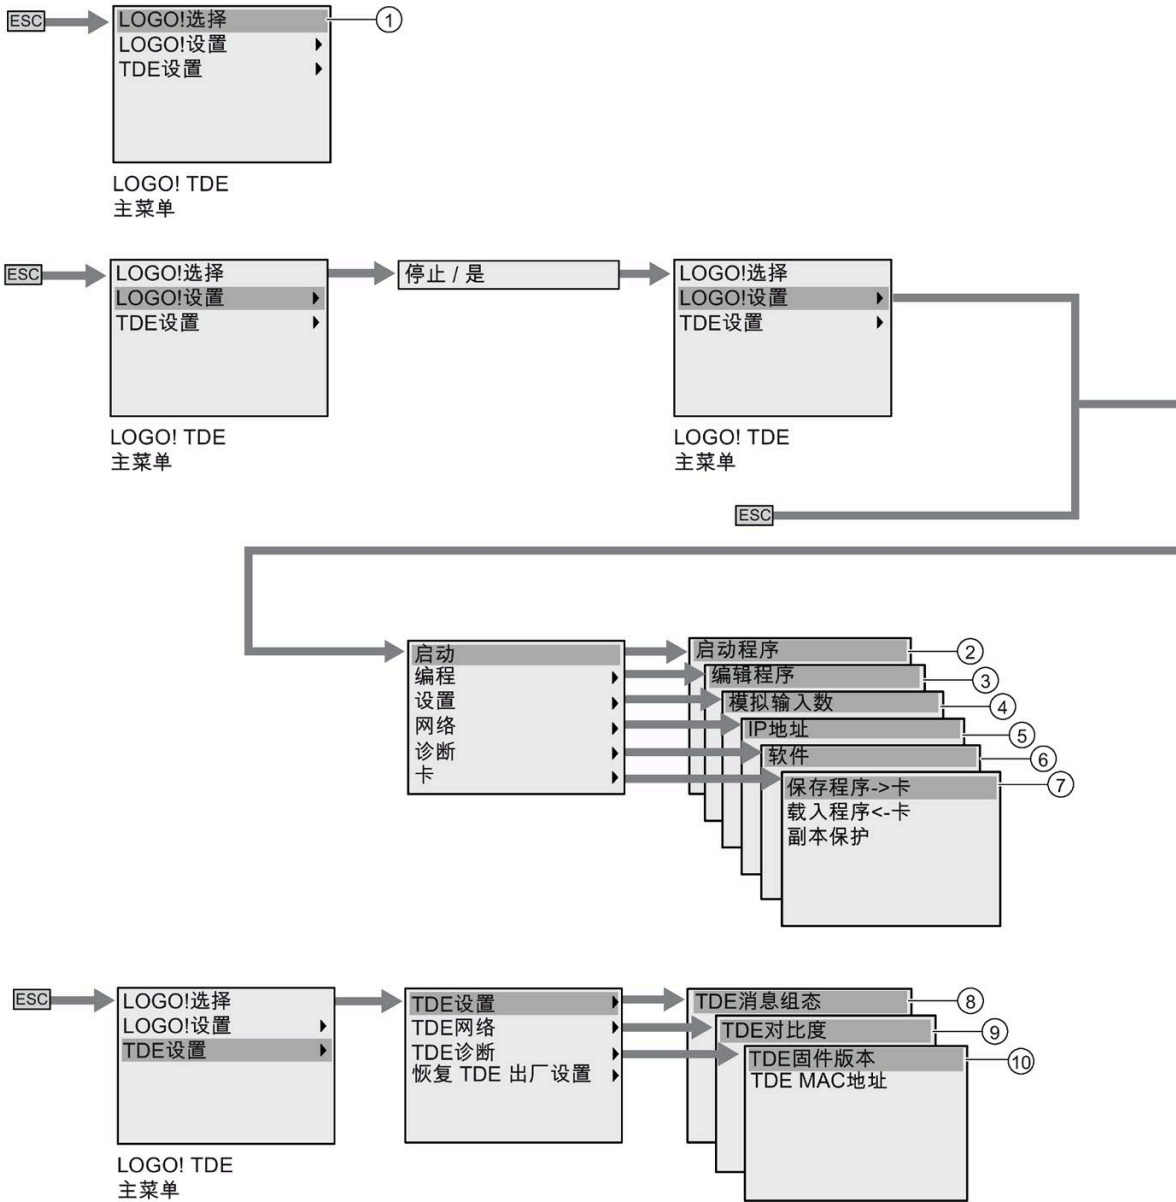 ESC
LOGO!选择
①
LOGO!设置
TDE设置
LOGO! TDE
主菜单
ESC
LOGO!选择
LOGO!设置
TDE设置
LOGO! TDE
主菜单
停止 / 是
LOGO!选择
LOGO!设置
TDE设置
LOGO! TDE
主菜单
ESC
启动
编程
设置
网络
诊断
卡
启动程序
②
编辑程序
③
模拟输入数
④
IP地址
⑤
软件
⑥
保存程序->卡
⑦
载入程序<-卡
副本保护
ESC
LOGO!选择
LOGO!设置
TDE设置
LOGO! TDE
主菜单
TDE设置
TDE网络
TDE诊断
恢复 TDE 出厂设置
TDE消息组态
⑧
TDE对比度
⑨
TDE固件版本
⑩
TDE MAC地址